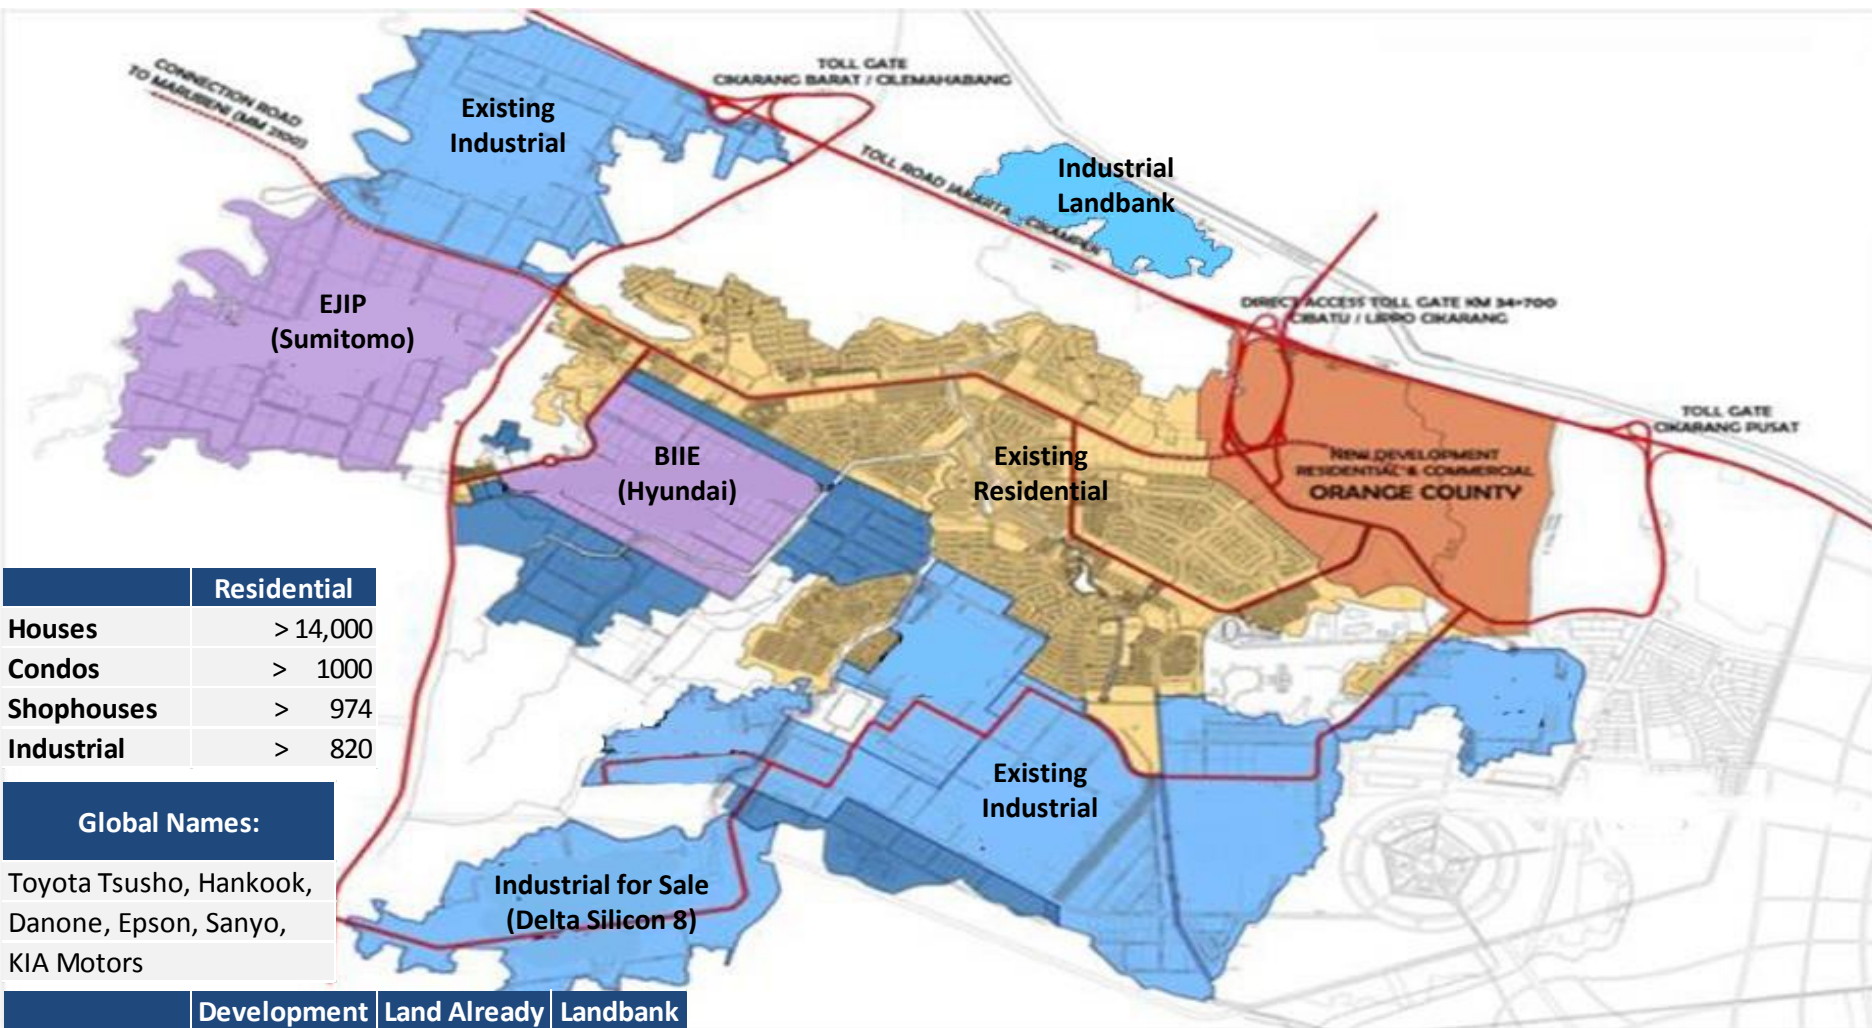 CONNECTION ROAD
TO MARUBENI (MM 2100)
Existing
Industrial
TOLL GATE
CIKARANG BARAT / CILEMAHABANG
TOLL ROAD JAKARTA - CIKAMPEK
Industrial
Landbank
EJIP
(Sumitomo)
DIRECT ACCESS TOLL GATE KM 34+700
CIBATU / LIPPO CIKARANG
TOLL GATE
CIKARANG PUSAT
BIIE
(Hyundai)
Existing
Residential
NEW DEVELOPMENT
RESIDENTIAL & COMMERCIAL
ORANGE COUNTY
Residential
Houses > 14,000
Condos > 1000
Shophouses > 974
Industrial > 820
Existing
Industrial
Global Names:
Toyota Tsusho, Hankook,
Danone, Epson, Sanyo,
KIA Motors
Industrial for Sale
(Delta Silicon 8)
Development Land Already Landbank